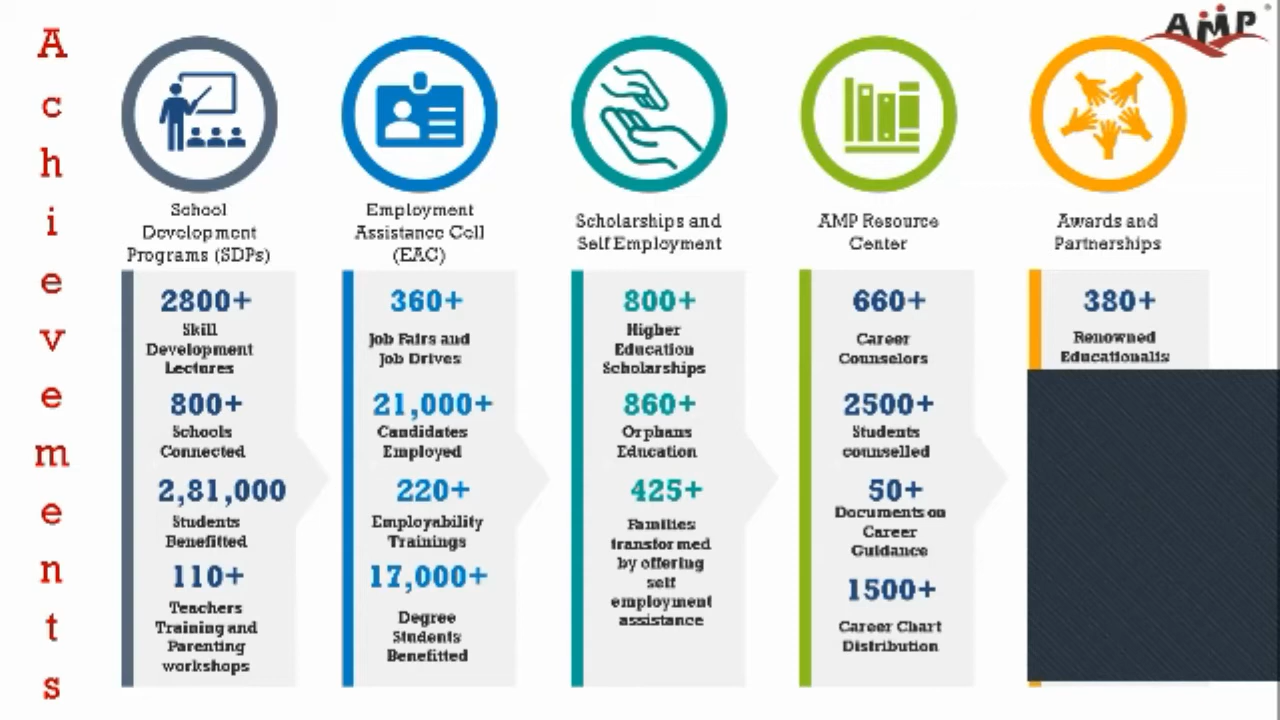 Achievements
AMP
School
Development
Programs (SDPs)
2800+
Skill
Development
Lectures
800+
Schools
Connected
2,81,000
Students
Benefitted
110+
Teachers
Training and
Parenting
workshops
Employment
Assistance Cell
(EAC)
360+
Job Fairs and
Job Drives
21,000+
Candidates
Employed
220+
Employability
Trainings
17,000+
Degree
Students
Benefitted
Scholarships and
Self Employment
800+
Higher
Education
Scholarships
860+
Orphans
Education
425+
Families
transformed
by offering
self
employment
assistance
AMP Resource
Center
660+
Career
Counselors
2500+
Students
counselled
50+
Documents on
Career
Guidance
1500+
Career Chart
Distribution
Awards and
Partnerships
380+
Renowned
Educationalis